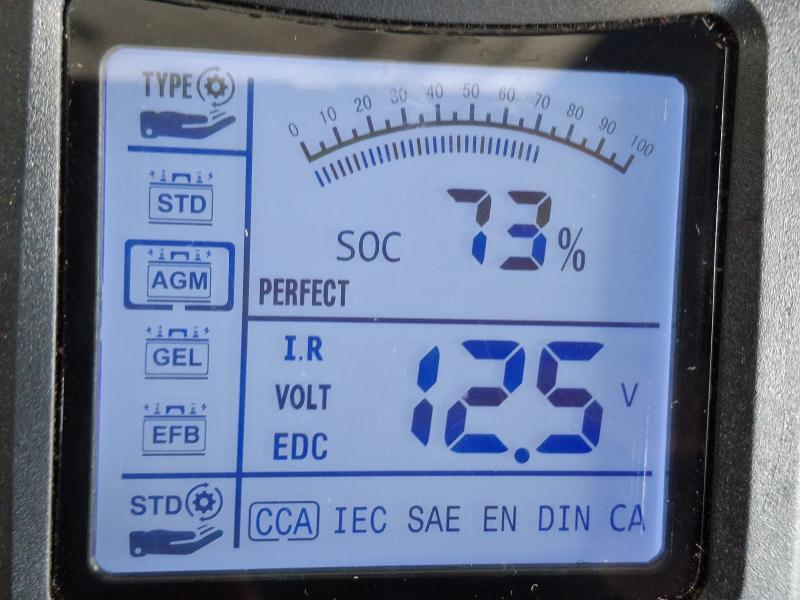 TYPE
0 10 20 30 40 50 60 70 80 90 100
STD
SOC 73%
AGM
PERFECT
GEL
I.R
VOLT 12.5 V
EFB
EDC
STD
CCA IEC SAE EN DIN CA